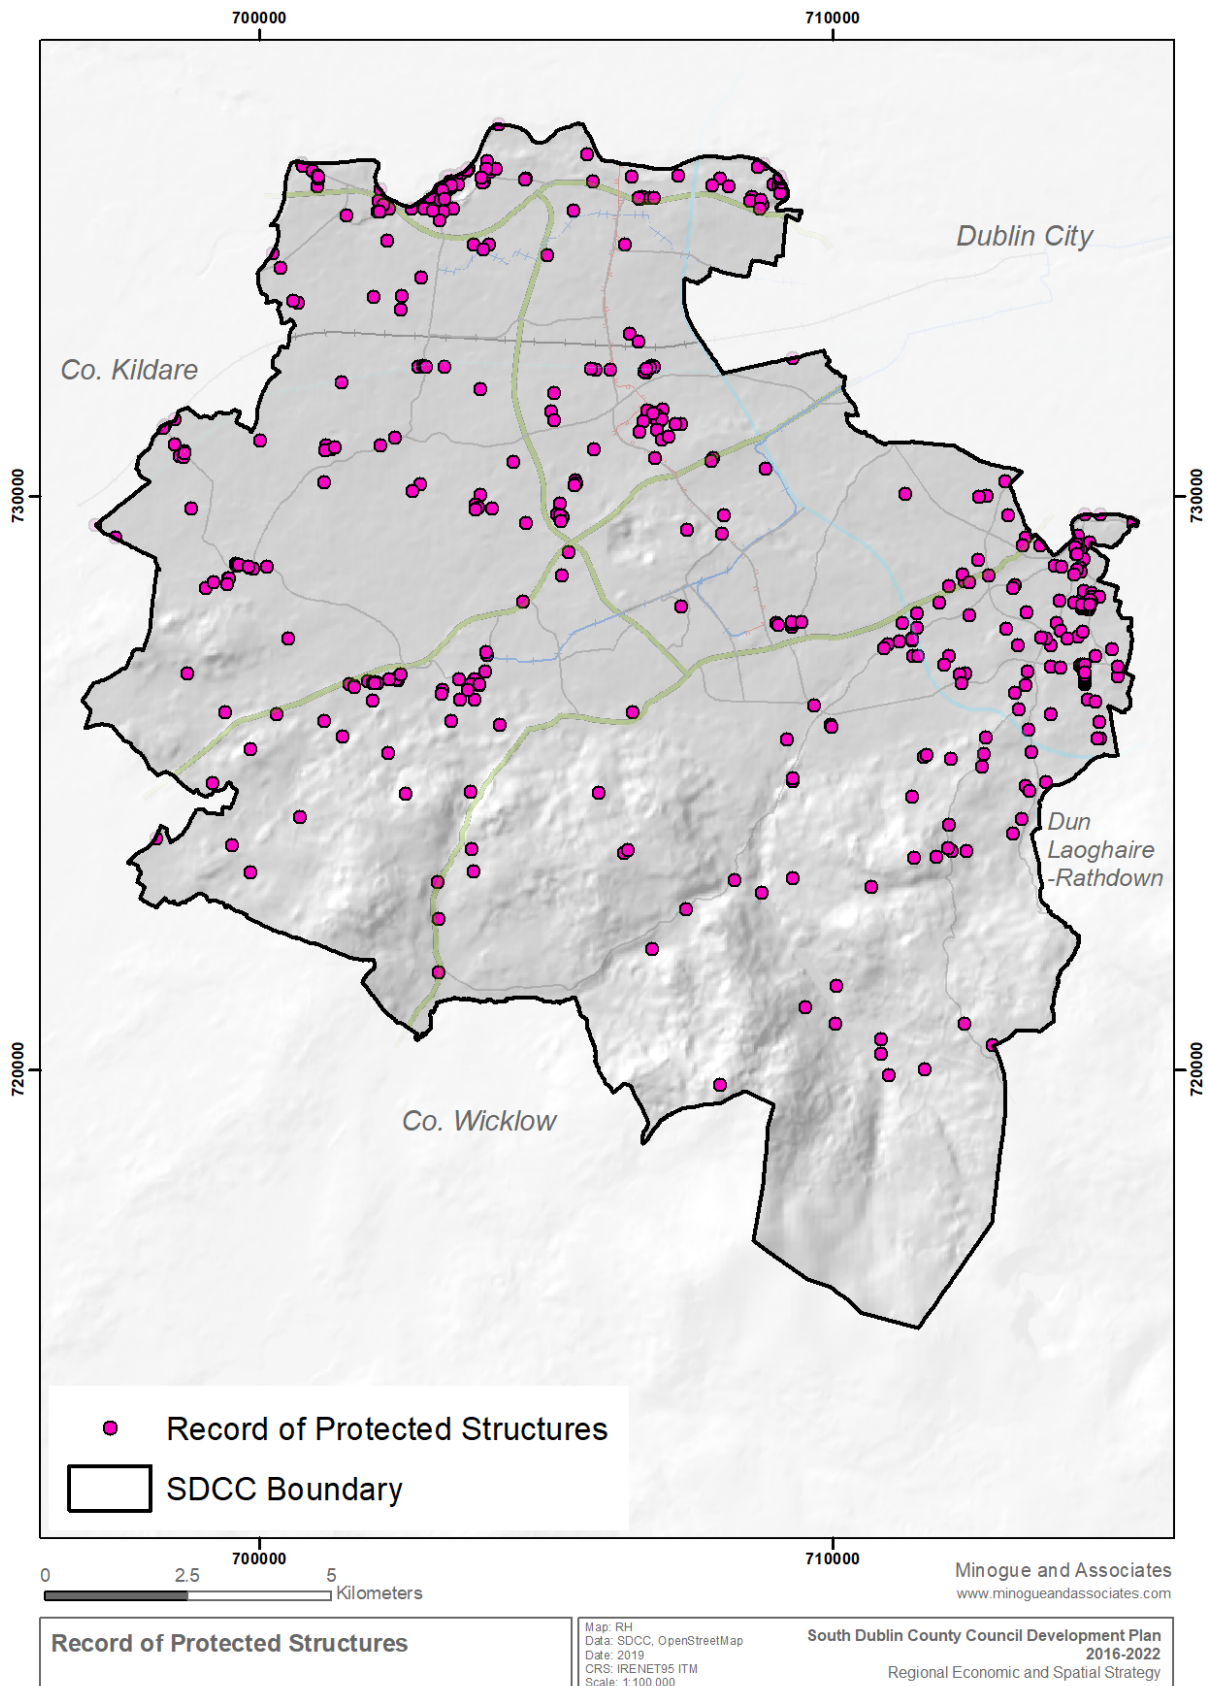 700000 710000
Dublin City
Co. Kildare
730000 730000
Dun
Laoghaire
-Rathdown
720000 720000
Co. Wicklow
Record of Protected Structures
SDCC Boundary
700000 710000
0 2.5 5
Kilometers
Minogue and Associates
www.minogueandassociates.com
Record of Protected Structures
Map: RH
Data: SDCC, OpenStreetMap
Date: 2019
CRS: IRENET95 ITM
Scale: 1:100,000
South Dublin County Council Development Plan
2016-2022
Regional Economic and Spatial Strategy